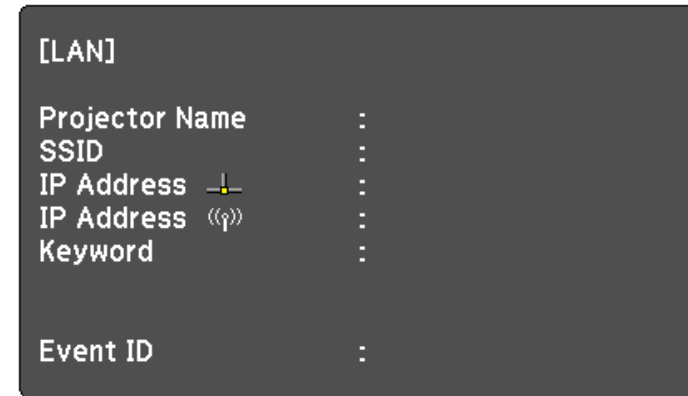 [LAN]
Projector Name :
SSID :
IP Address :
IP Address :
Keyword :
Event ID :